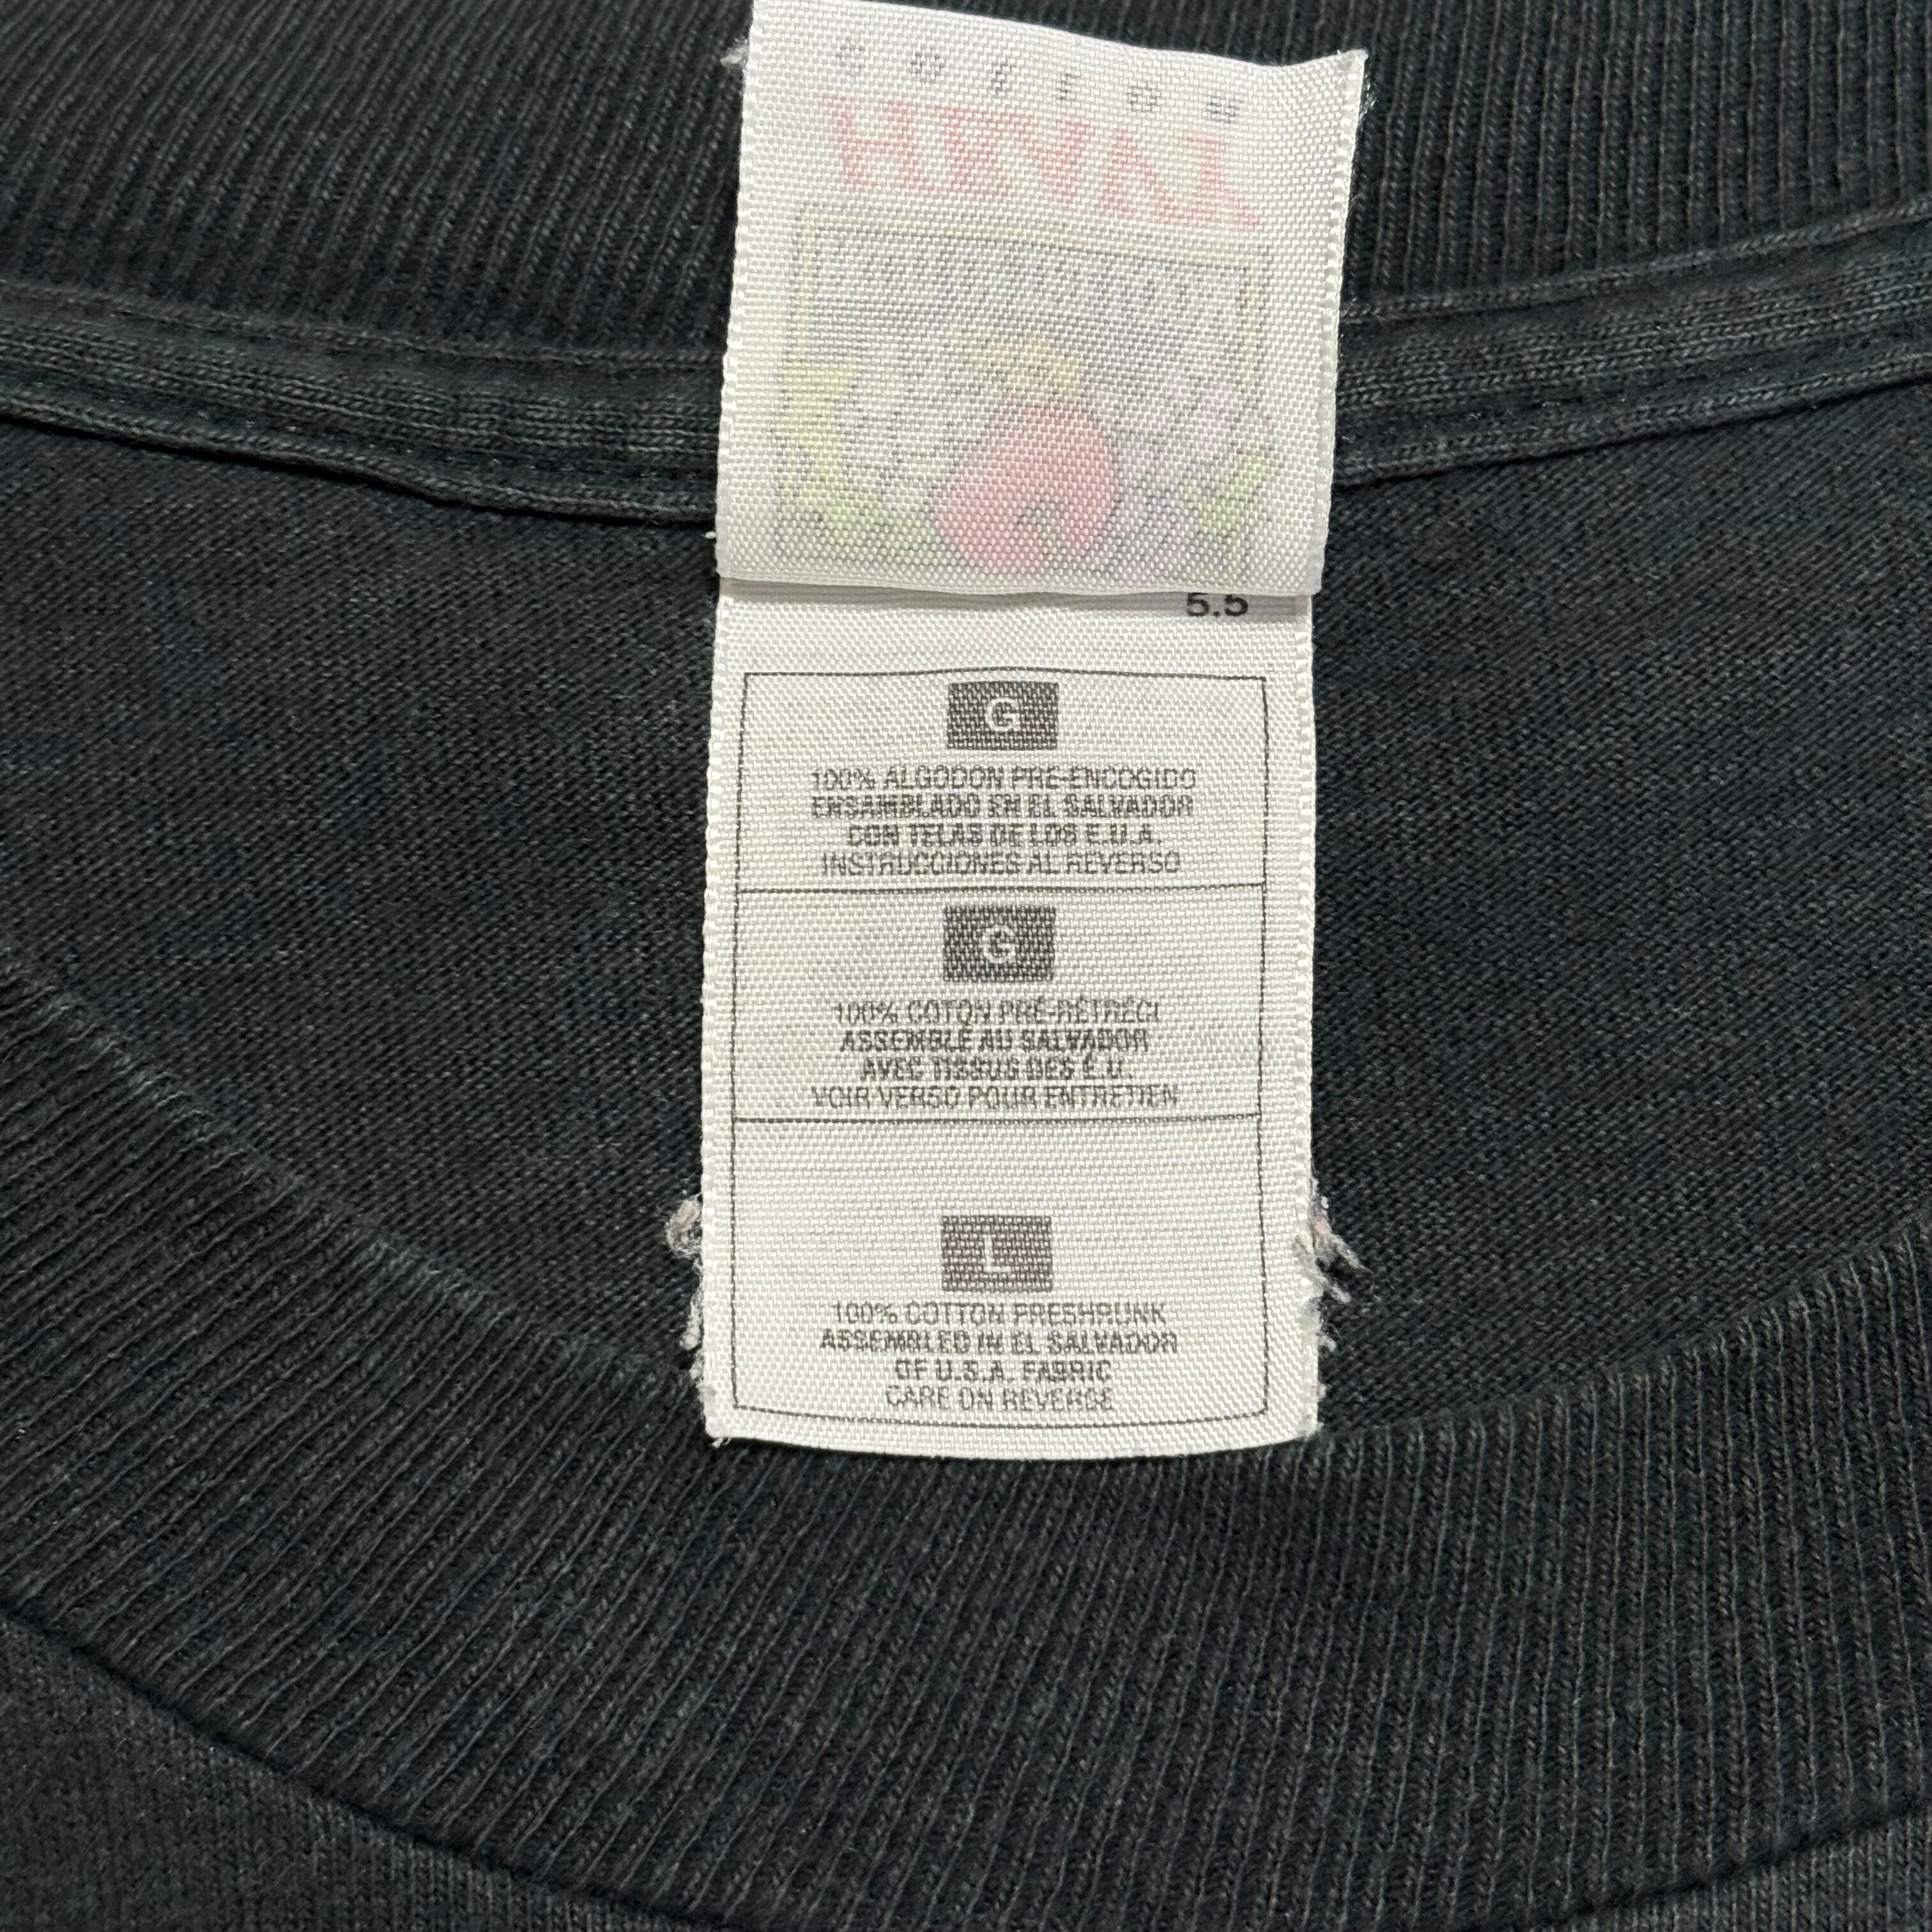 5.5
G
100% ALGODON PRE-ENCOGIDO
ENSAMBLADO EN EL SALVADOR
CON TELAS DE LOS E.U.A.
INSTRUCCIONES AL REVERSO
G
100% COTON PRÉ-RÉTRÉCI
ASSEMBLÉ AU SALVADOR
AVEC TISSUS DES É.U.
VOIR VERSO POUR ENTRETIEN
L
100% COTTON PRESHRUNK
ASSEMBLED IN EL SALVADOR
OF U.S.A. FABRIC
CARE ON REVERSE